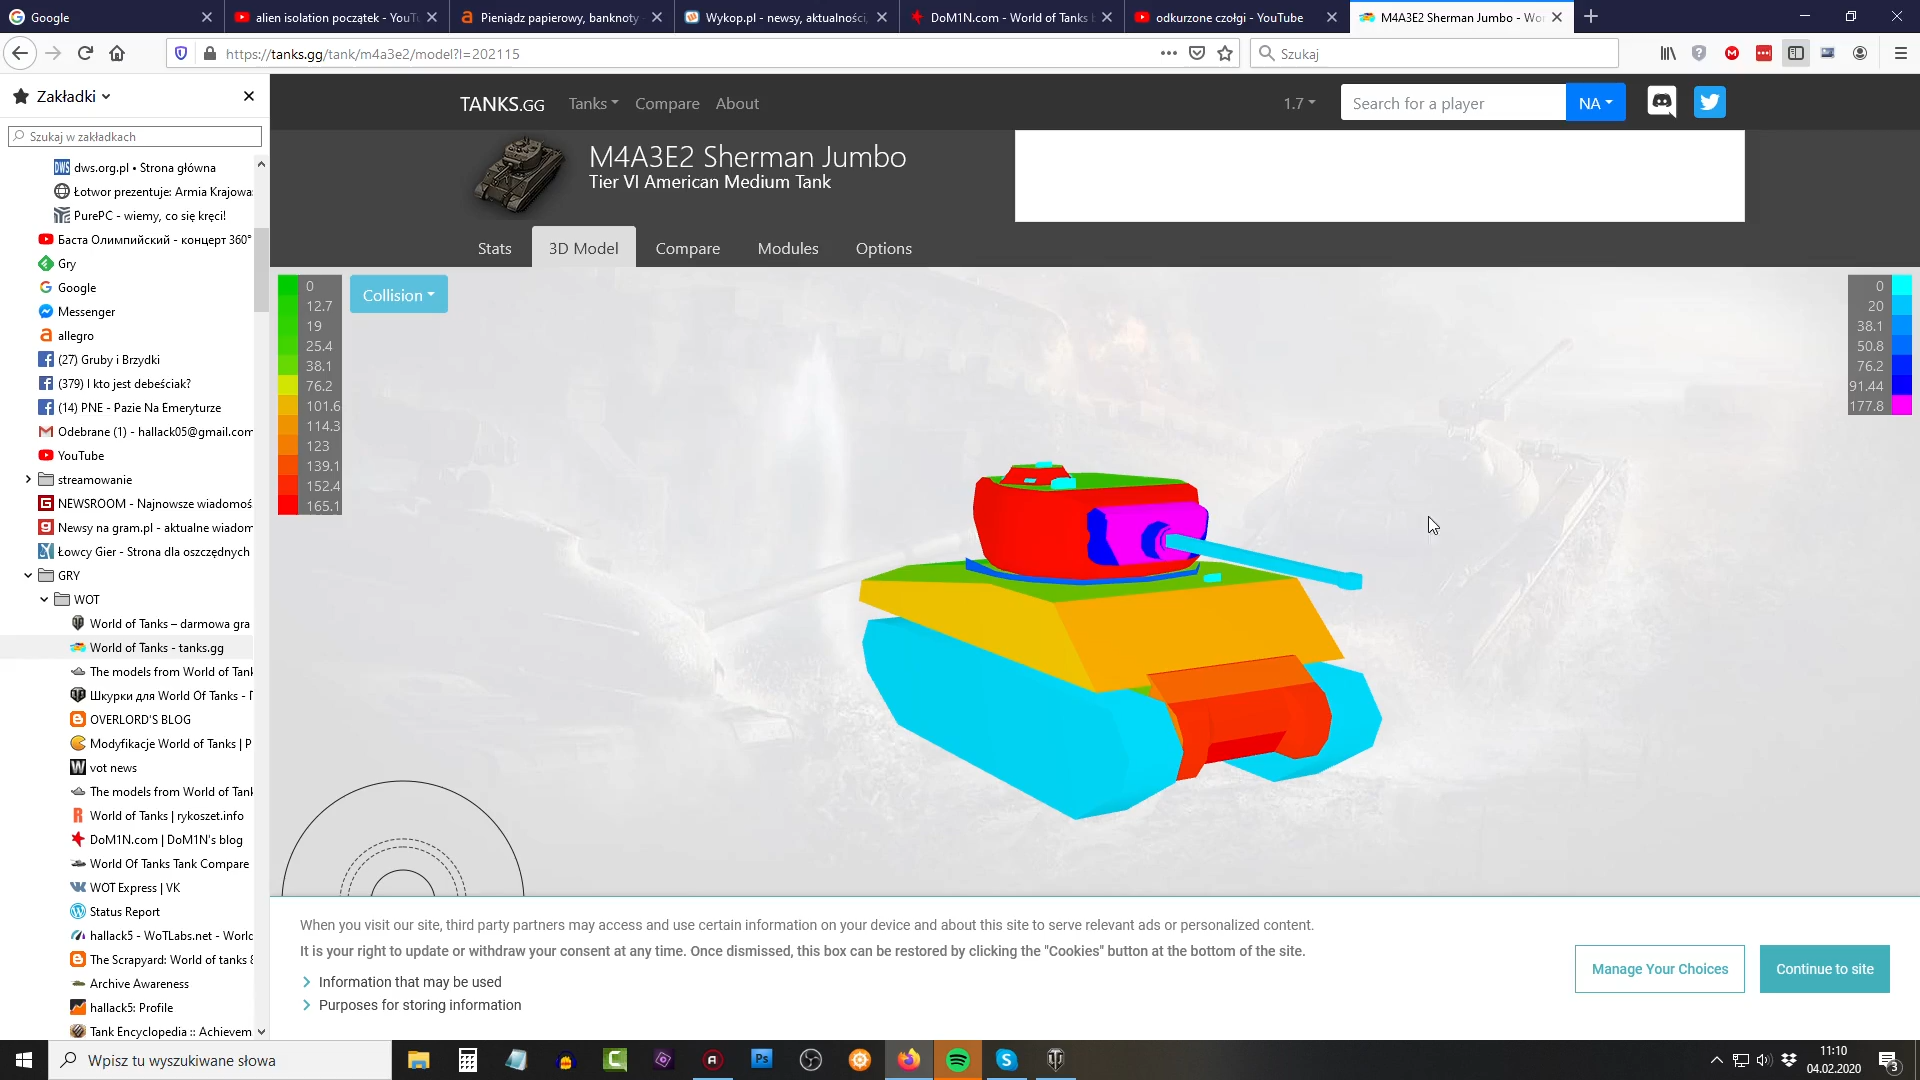 Google
alien isolation początek - YouTu
Pieniądz papierowy, banknoty
Wykop.pl - newsy, aktualności,
DoM1N.com - World of Tanks b
odkurzone czołgi - YouTube
M4A3E2 Sherman Jumbo - Wo
https://tanks.gg/tank/m4a3e2/model?l=202115
Szukaj
Zakładki
Szukaj w zakładkach
dws.org.pl • Strona główna
Łotwor prezentuje: Armia Krajowa
PurePC - wiemy, co się kręci!
Баста Олимпийский - концерт 360°
Gry
Google
Messenger
allegro
(27) Gruby i Brzydki
(379) I kto jest debeściak?
(14) PNE - Pazie Na Emeryturze
Odebrane (1) - hallack05@gmail.com
YouTube
streamowanie
NEWSROOM - Najnowsze wiadomoś
Newsy na gram.pl - aktualne wiadom
Łowcy Gier - Strona dla oszczędnych
GRY
WOT
World of Tanks – darmowa gra
World of Tanks - tanks.gg
The models from World of Tank
Шкурки для World Of Tanks - Г
OVERLORD'S BLOG
Modyfikacje World of Tanks | P
vot news
The models from World of Tank
World of Tanks | rykoszet.info
DoM1N.com | DoM1N's blog
World Of Tanks Tank Compare
WOT Express | VK
Status Report
hallack5 - WoTLabs.net - World
The Scrapyard: World of tanks &
Archive Awareness
hallack5: Profile
Tank Encyclopedia :: Achievem
TANKS.GG
Tanks
Compare
About
1.7
Search for a player
NA
M4A3E2 Sherman Jumbo
Tier VI American Medium Tank
Stats
3D Model
Compare
Modules
Options
Collision
0
12.7
19
25.4
38.1
76.2
101.6
114.3
123
139.1
152.4
165.1
0
20
38.1
50.8
76.2
91.44
177.8
When you visit our site, third party partners may access and use certain information on your device and about this site to serve relevant ads or personalized content.
It is your right to update or withdraw your consent at any time. Once dismissed, this box can be restored by clicking the "Cookies" button at the bottom of the site.
Information that may be used
Purposes for storing information
Manage Your Choices
Continue to site
Wpisz tu wyszukiwane słowa
Ps
11:10
04.02.2020
3